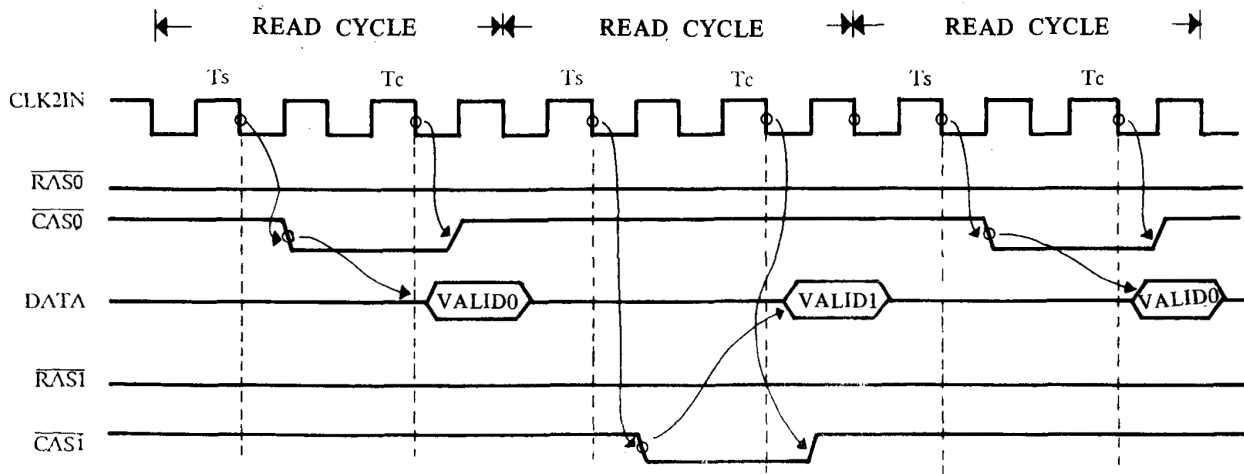 READ CYCLE READ CYCLE READ CYCLE
Ts Tc Ts Tc Ts Tc
CLK2IN
RAS0
CAS0
DATA VALID0 VALID1 VALID0
RAS1
CAS1